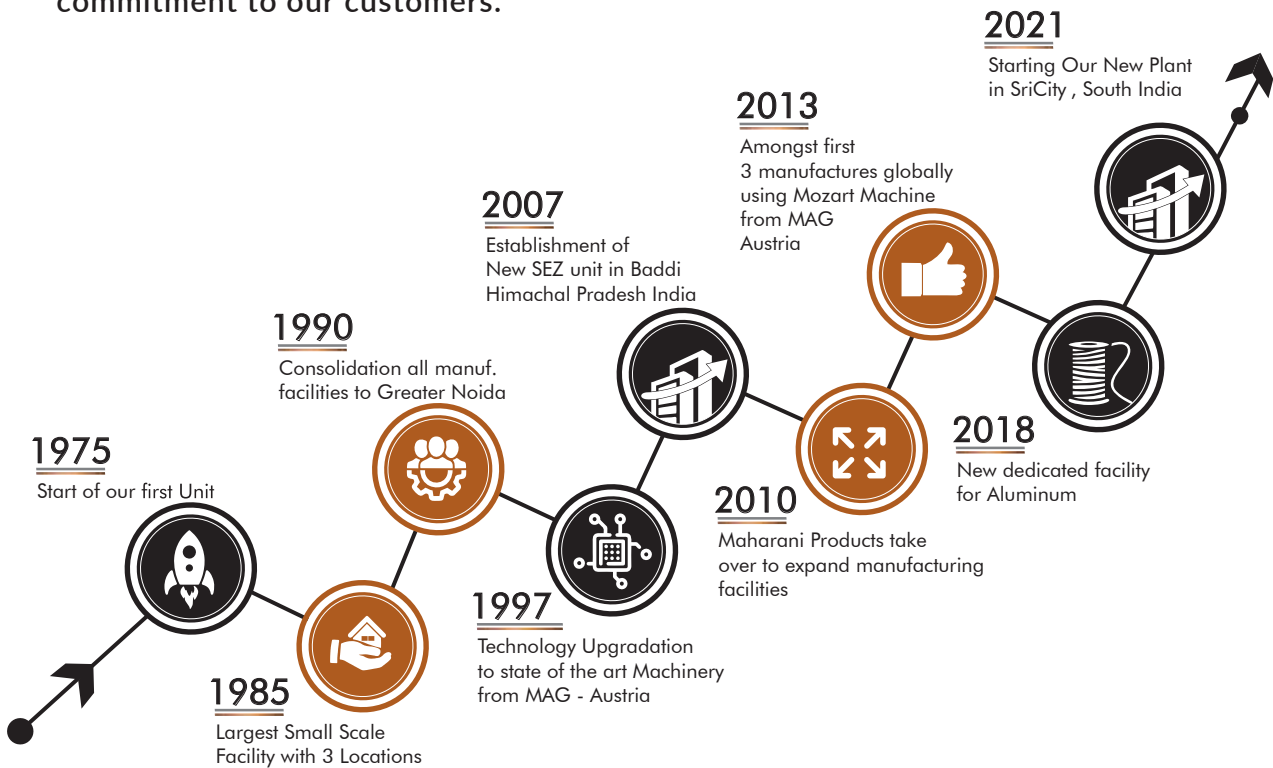 commitment to our customers.
1975
Start of our first Unit
1985
Largest Small Scale
Facility with 3 Locations
1990
Consolidation all manuf.
facilities to Greater Noida
1997
Technology Upgradation
to state of the art Machinery
from MAG - Austria
2007
Establishment of
New SEZ unit in Baddi
Himachal Pradesh India
2010
Maharani Products take
over to expand manufacturing
facilities
2013
Amongst first
3 manufactures globally
using Mozart Machine
from MAG
Austria
2018
New dedicated facility
for Aluminum
2021
Starting Our New Plant
in SriCity , South India